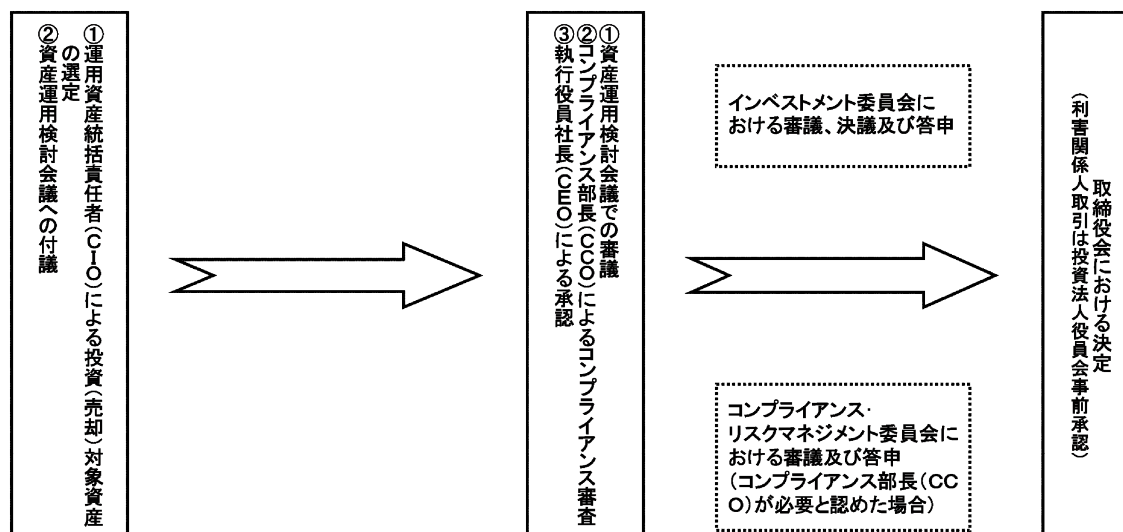 ①運用資産統括責任者(CIO)による投資(売却)対象資産
の選定
②資産運用検討会議への付議
①資産運用検討会議での審議
②コンプライアンス部長(CCO)によるコンプライアンス審査
③執行役員社長(CEO)による承認
インベストメント委員会に
おける審議、決議及び答申
コンプライアンス・
リスクマネジメント委員会に
おける審議及び答申
(コンプライアンス部長(CC
O)が必要と認めた場合)
取締役会における決定
(利害関係人取引は投資法人役員会事前承認)